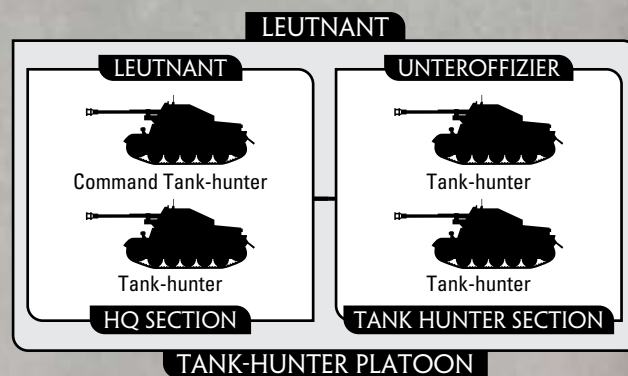 LEUTNANT
LEUTNANT
Command Tank-hunter
Tank-hunter
HQ SECTION
UNTEROFFIZIER
Tank-hunter
Tank-hunter
TANK HUNTER SECTION
TANK-HUNTER PLATOON